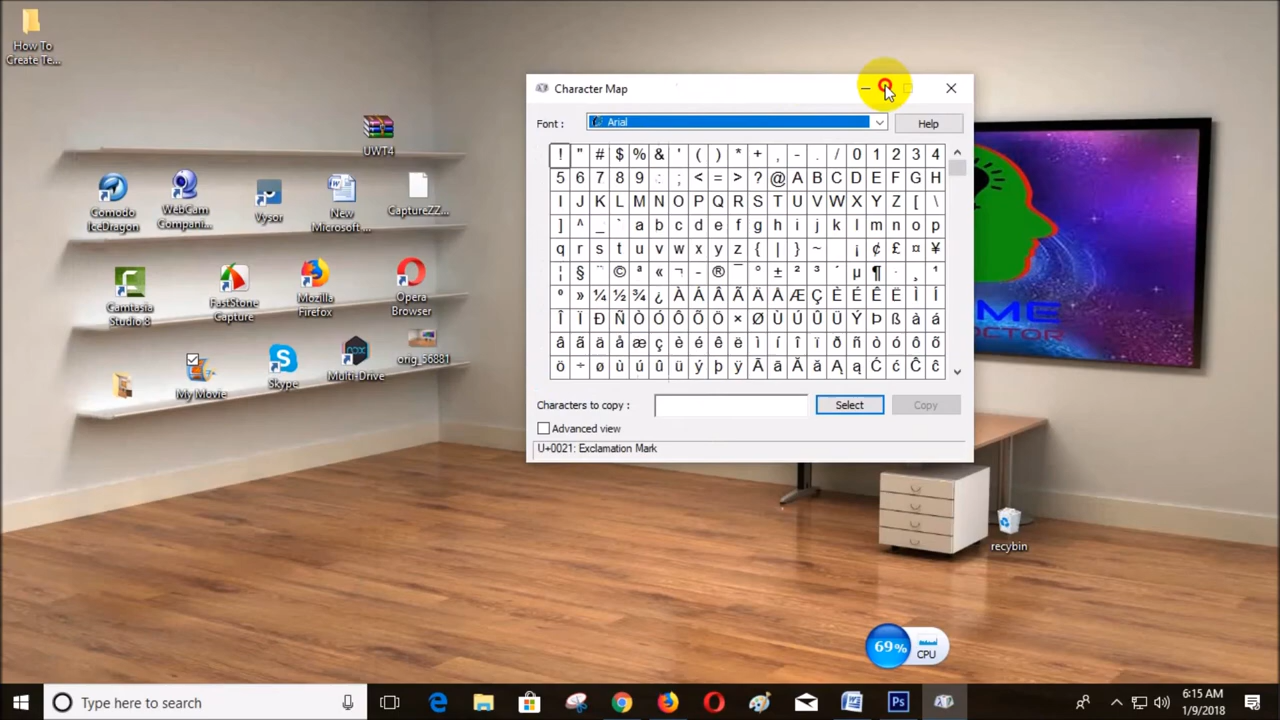 How To
Create Te...
UWT4
Comodo
IceDragon
WebCam
Compani...
Vysor
New
Microsoft ...
CaptureZZ...
Camtasia
Studio 8
FastStone
Capture
Mozilla
Firefox
Opera
Browser
My Movie
Skype
Multi-Drive
orig_56881
Character Map
Font :
Arial
Help
! " # $ % & ' ( ) * + , - . / 0 1 2 3 4
5 6 7 8 9 : ; < = > ? @ A B C D E F G H
I J K L M N O P Q R S T U V W X Y Z [ \
] ^ _ ` a b c d e f g h i j k l m n o p
q r s t u v w x y z { | } ~ ¡ ¢ £ ¤ ¥
¦ § ¨ © ª « ¬ - ® ¯ ° ± ² ³ ´ µ ¶ · ¸ ¹
º » ¼ ½ ¾ ¿ À Á Â Ã Ä Å Æ Ç È É Ê Ë Ì Í
Î Ï Ð Ñ Ò Ó Ô Õ Ö × Ø Ù Ú Û Ü Ý Þ ß à á
â ã ä å æ ç è é ê ë ì í î ï ð ñ ò ó ô õ
ö ÷ ø ù ú û ü ý þ ÿ Ā ā Ă ă Ą ą Ć ć Ĉ ĉ
Characters to copy :
Select
Copy
Advanced view
U+0021: Exclamation Mark
ME
DOCTOR
recybin
69%
CPU
Type here to search
W
Ps
6:15 AM
1/9/2018